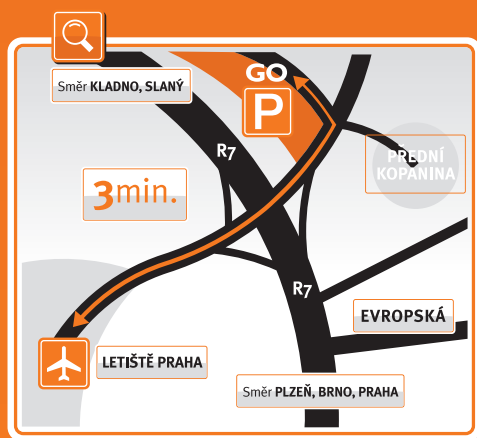 Směr KLADNO, SLANÝ
GO
P
R7
PŘEDNÍ
KOPANINA
3min.
R7
EVROPSKÁ
LETIŠTĚ PRAHA
Směr PLZEŇ, BRNO, PRAHA